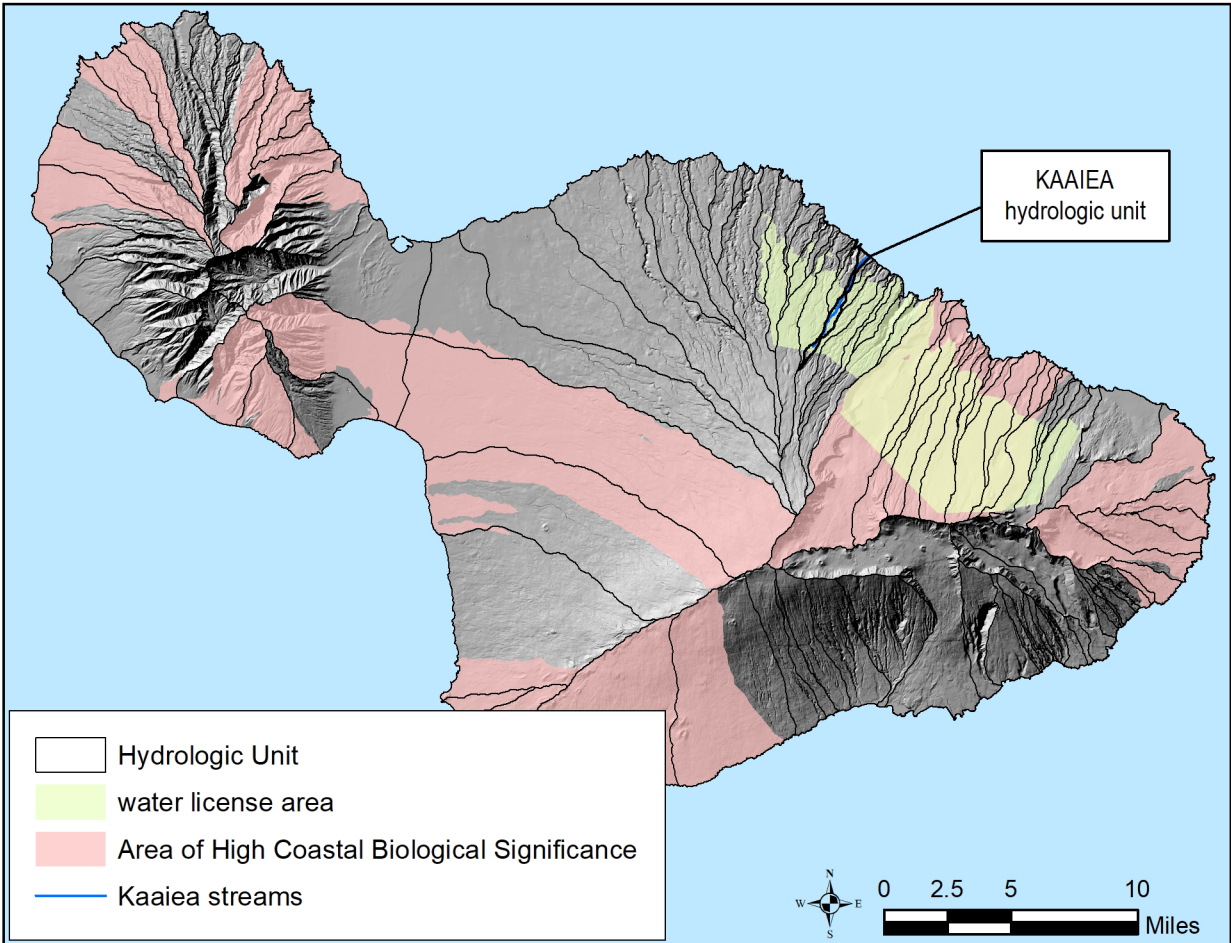 KAAIEA
hydrologic unit
Hydrologic Unit
water license area
Area of High Coastal Biological Significance
Kaaiea streams
N
W E
S
0 2.5 5 10
Miles